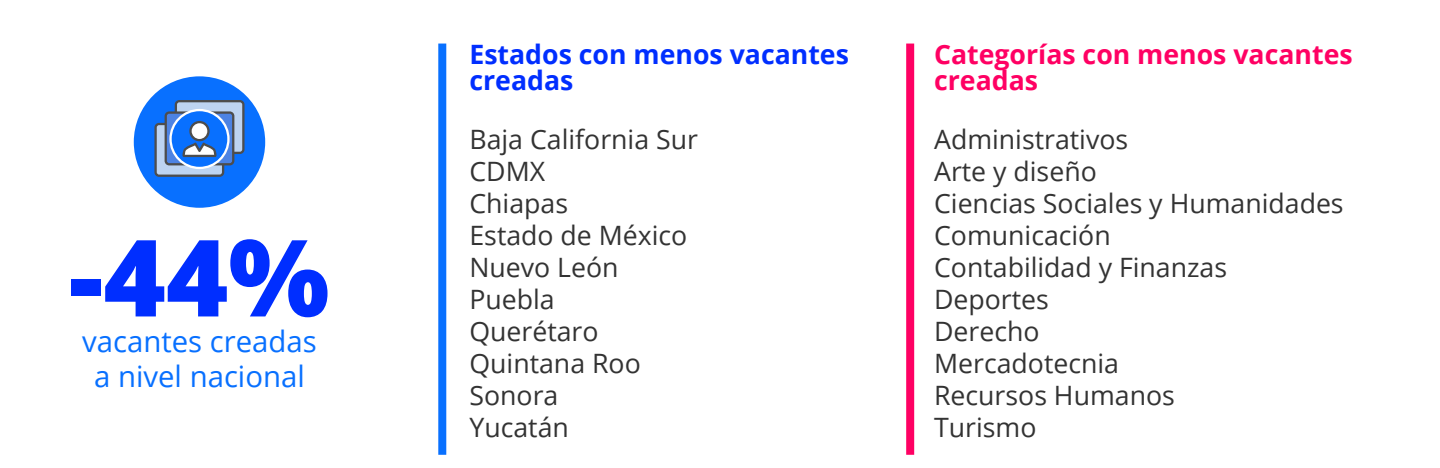 -44%
vacantes creadas
a nivel nacional
Estados con menos vacantes
creadas
Baja California Sur
CDMX
Chiapas
Estado de México
Nuevo León
Puebla
Querétaro
Quintana Roo
Sonora
Yucatán
Categorías con menos vacantes
creadas
Administrativos
Arte y diseño
Ciencias Sociales y Humanidades
Comunicación
Contabilidad y Finanzas
Deportes
Derecho
Mercadotecnia
Recursos Humanos
Turismo